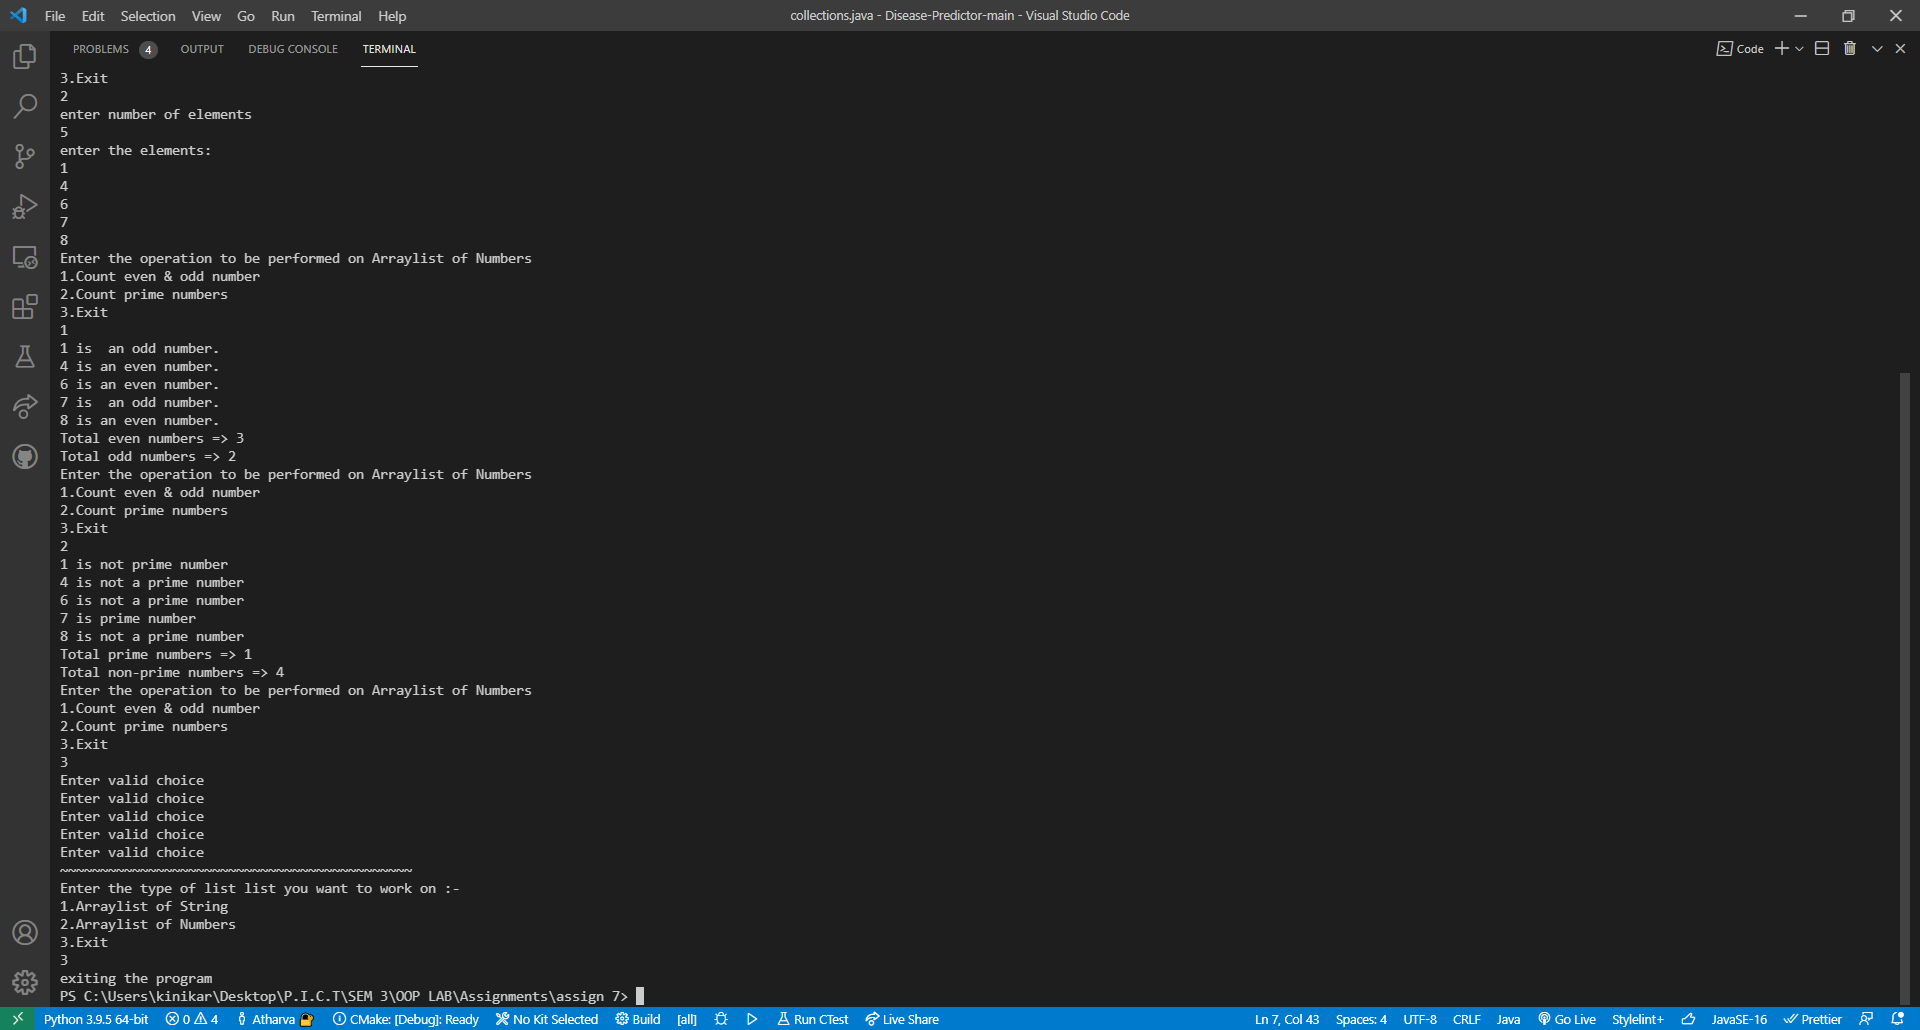 File Edit Selection View Go Run Terminal Help
collections.java - Disease-Predictor-main - Visual Studio Code
PROBLEMS 4 OUTPUT DEBUG CONSOLE TERMINAL
Code
3.Exit
2
enter number of elements
5
enter the elements:
1
4
6
7
8
Enter the operation to be performed on Arraylist of Numbers
1.Count even & odd number
2.Count prime numbers
3.Exit
1
1 is  an odd number.
4 is an even number.
6 is an even number.
7 is  an odd number.
8 is an even number.
Total even numbers => 3
Total odd numbers => 2
Enter the operation to be performed on Arraylist of Numbers
1.Count even & odd number
2.Count prime numbers
3.Exit
2
1 is not prime number
4 is not a prime number
6 is not a prime number
7 is prime number
8 is not a prime number
Total prime numbers => 1
Total non-prime numbers => 4
Enter the operation to be performed on Arraylist of Numbers
1.Count even & odd number
2.Count prime numbers
3.Exit
3
Enter valid choice
Enter valid choice
Enter valid choice
Enter valid choice
Enter valid choice
~~~~~~~~~~~~~~~~~~~~~~~~~~~~~~~~~~~~~~~~~~~~
Enter the type of list list you want to work on :-
1.Arraylist of String
2.Arraylist of Numbers
3.Exit
3
exiting the program
PS C:\Users\kinikar\Desktop\P.I.C.T\SEM 3\OOP LAB\Assignments\assign 7>
Python 3.9.5 64-bit 0 4 Atharva CMake: [Debug]: Ready No Kit Selected Build [all] Run CTest Live Share Ln 7, Col 43 Spaces: 4 UTF-8 CRLF Java Go Live Stylelint+ JavaSE-16 Prettier